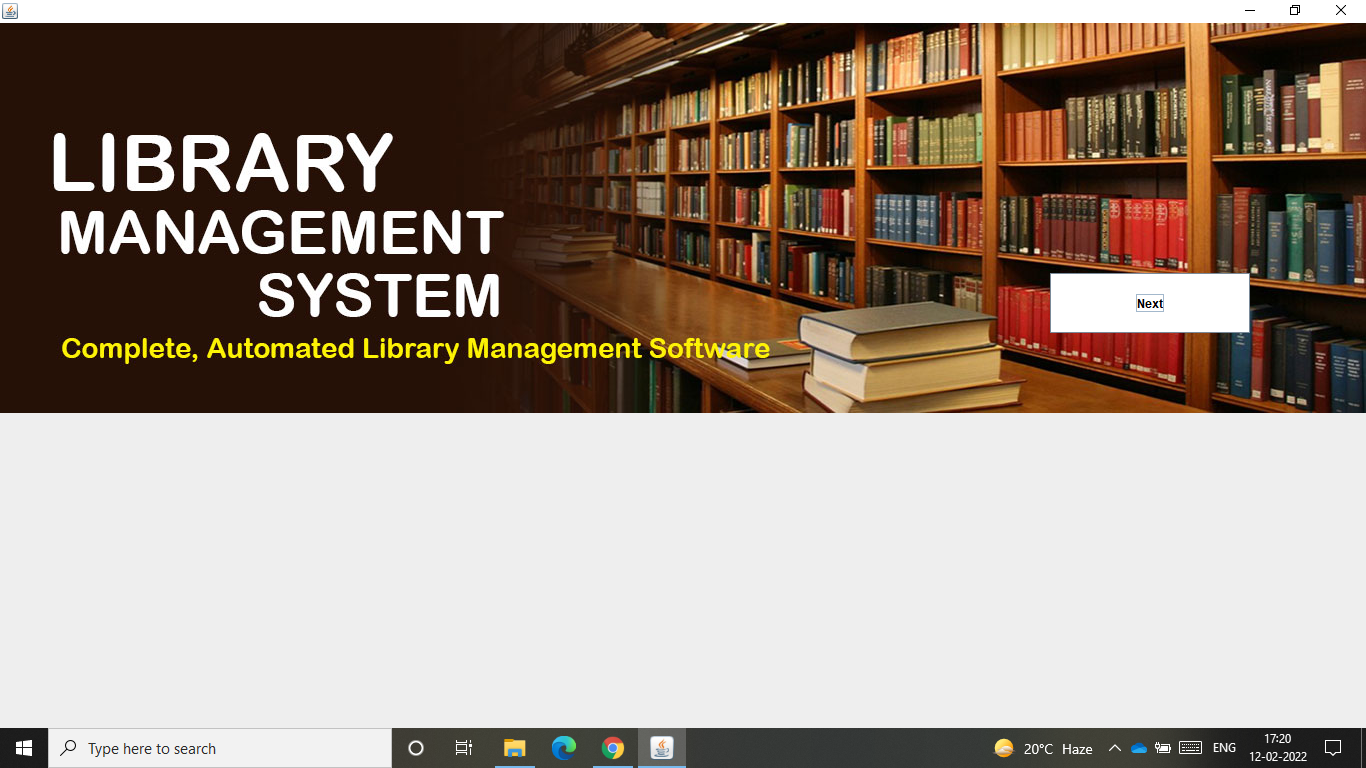 LIBRARY
MANAGEMENT
SYSTEM
Complete, Automated Library Management Software
Next
Type here to search
20°C Haze
ENG
17:20
12-02-2022